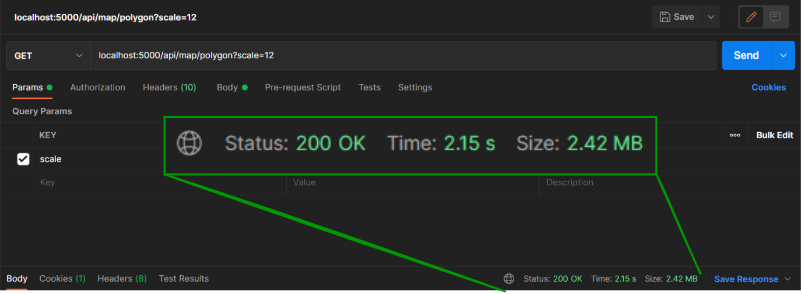 localhost:5000/api/map/polygon?scale=12
Save
GET localhost:5000/api/map/polygon?scale=12 Send
Params Authorization Headers (10) Body Pre-request Script Tests Settings Cookies
Query Params
KEY Bulk Edit
Status: 200 OK Time: 2.15 s Size: 2.42 MB
scale
Key Value Description
Body Cookies (1) Headers (8) Test Results Status: 200 OK Time: 2.15 s Size: 2.42 MB Save Response